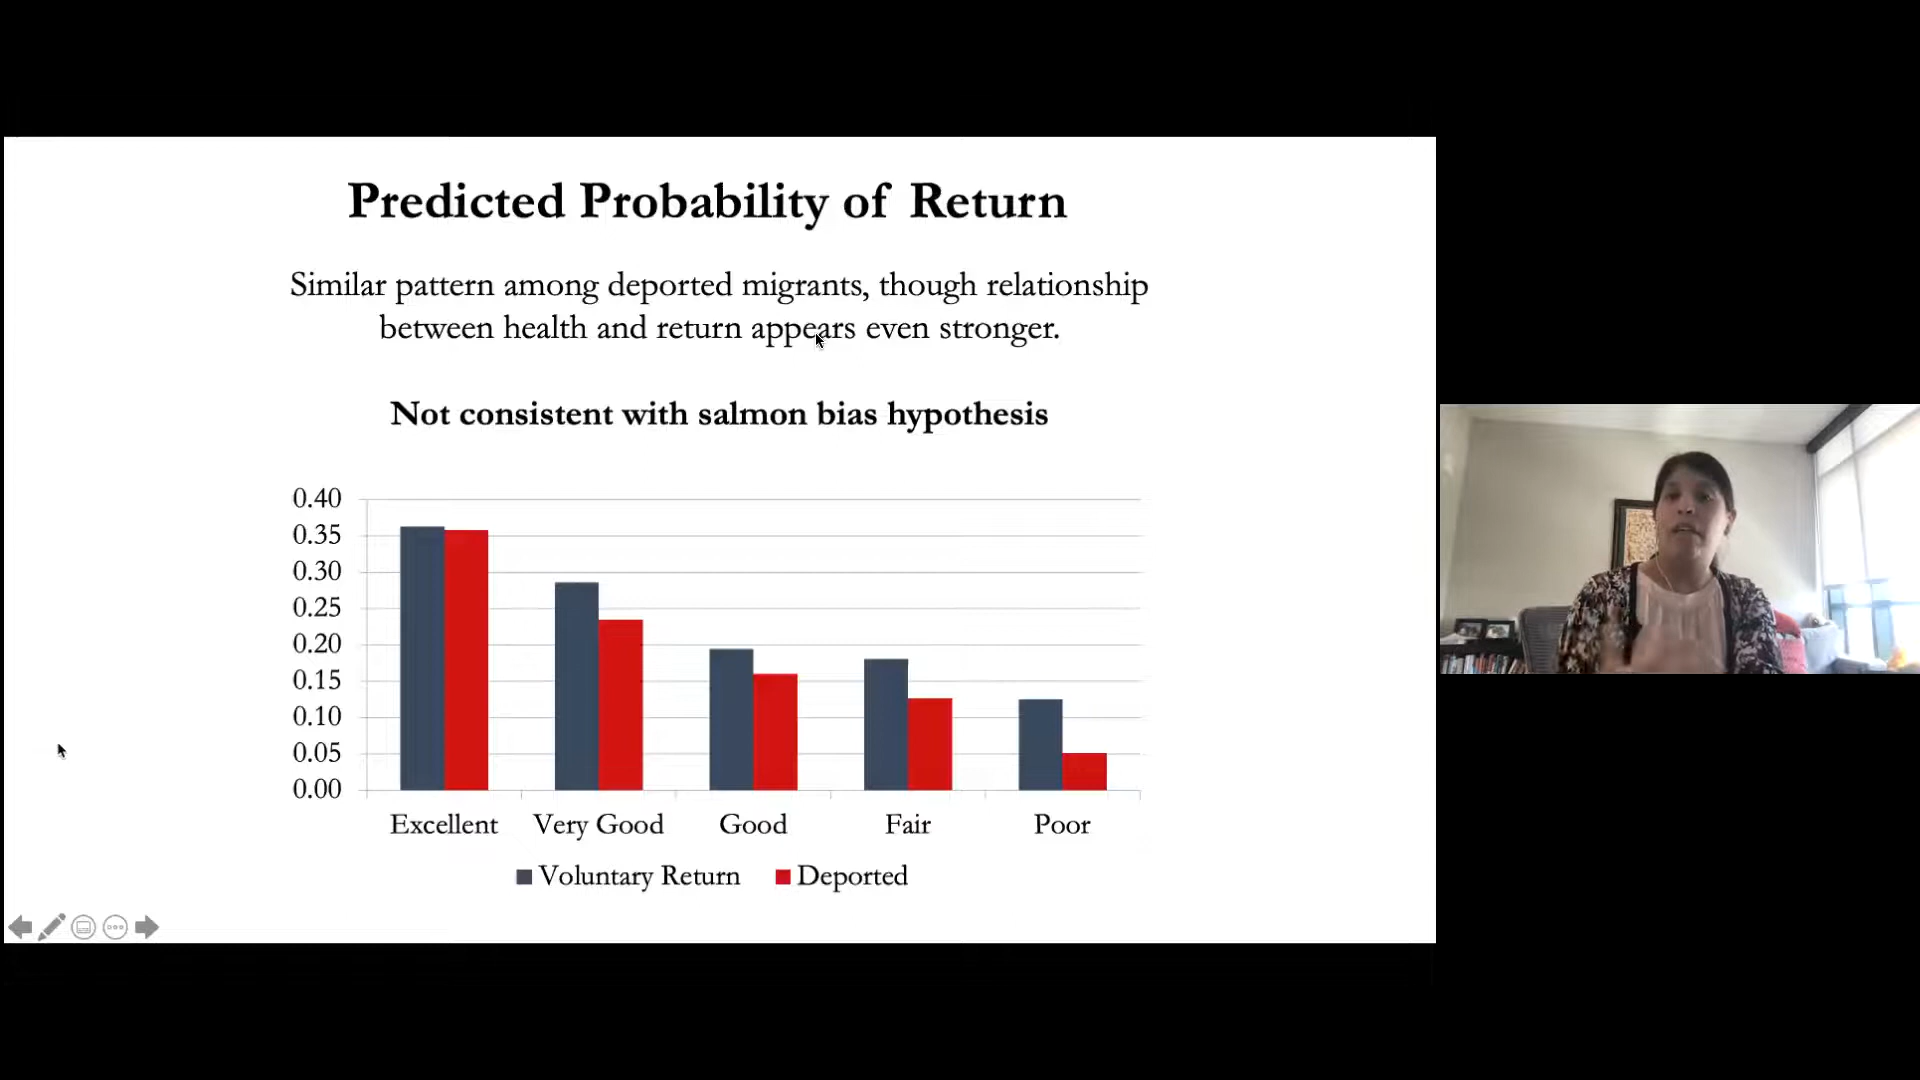 Predicted Probability of Return
Similar pattern among deported migrants, though relationship
between health and return appears even stronger.
Not consistent with salmon bias hypothesis
0.40
0.35
0.30
0.25
0.20
0.15
0.10
0.05
0.00
Excellent Very Good Good Fair Poor
Voluntary Return Deported